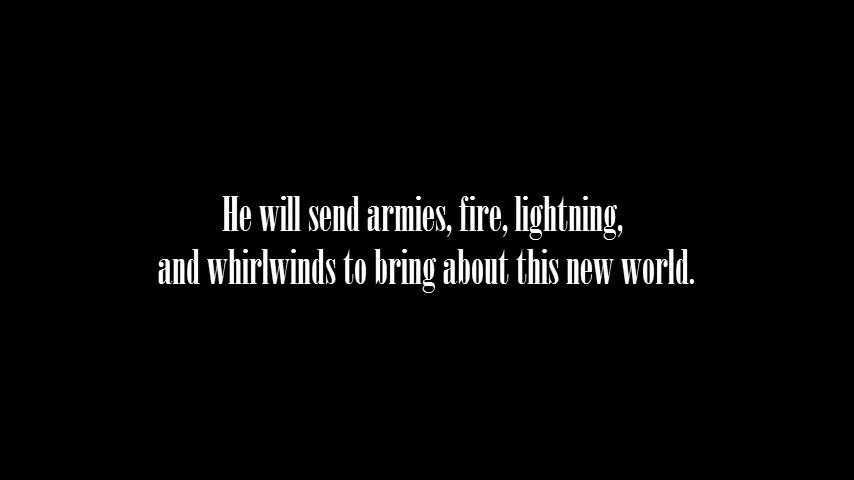 He will send armies, fire, lightning,
and whirlwinds to bring about this new world.